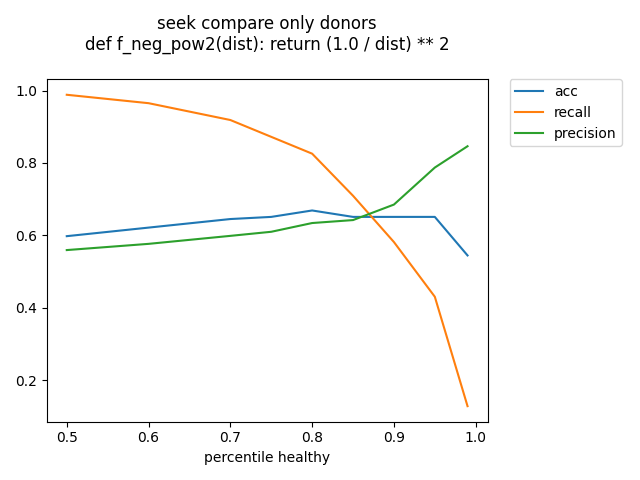 seek compare only donors
def f_neg_pow2(dist): return (1.0 / dist) ** 2
acc
recall
precision
1.0
0.8
0.6
0.4
0.2
0.5 0.6 0.7 0.8 0.9 1.0
percentile healthy